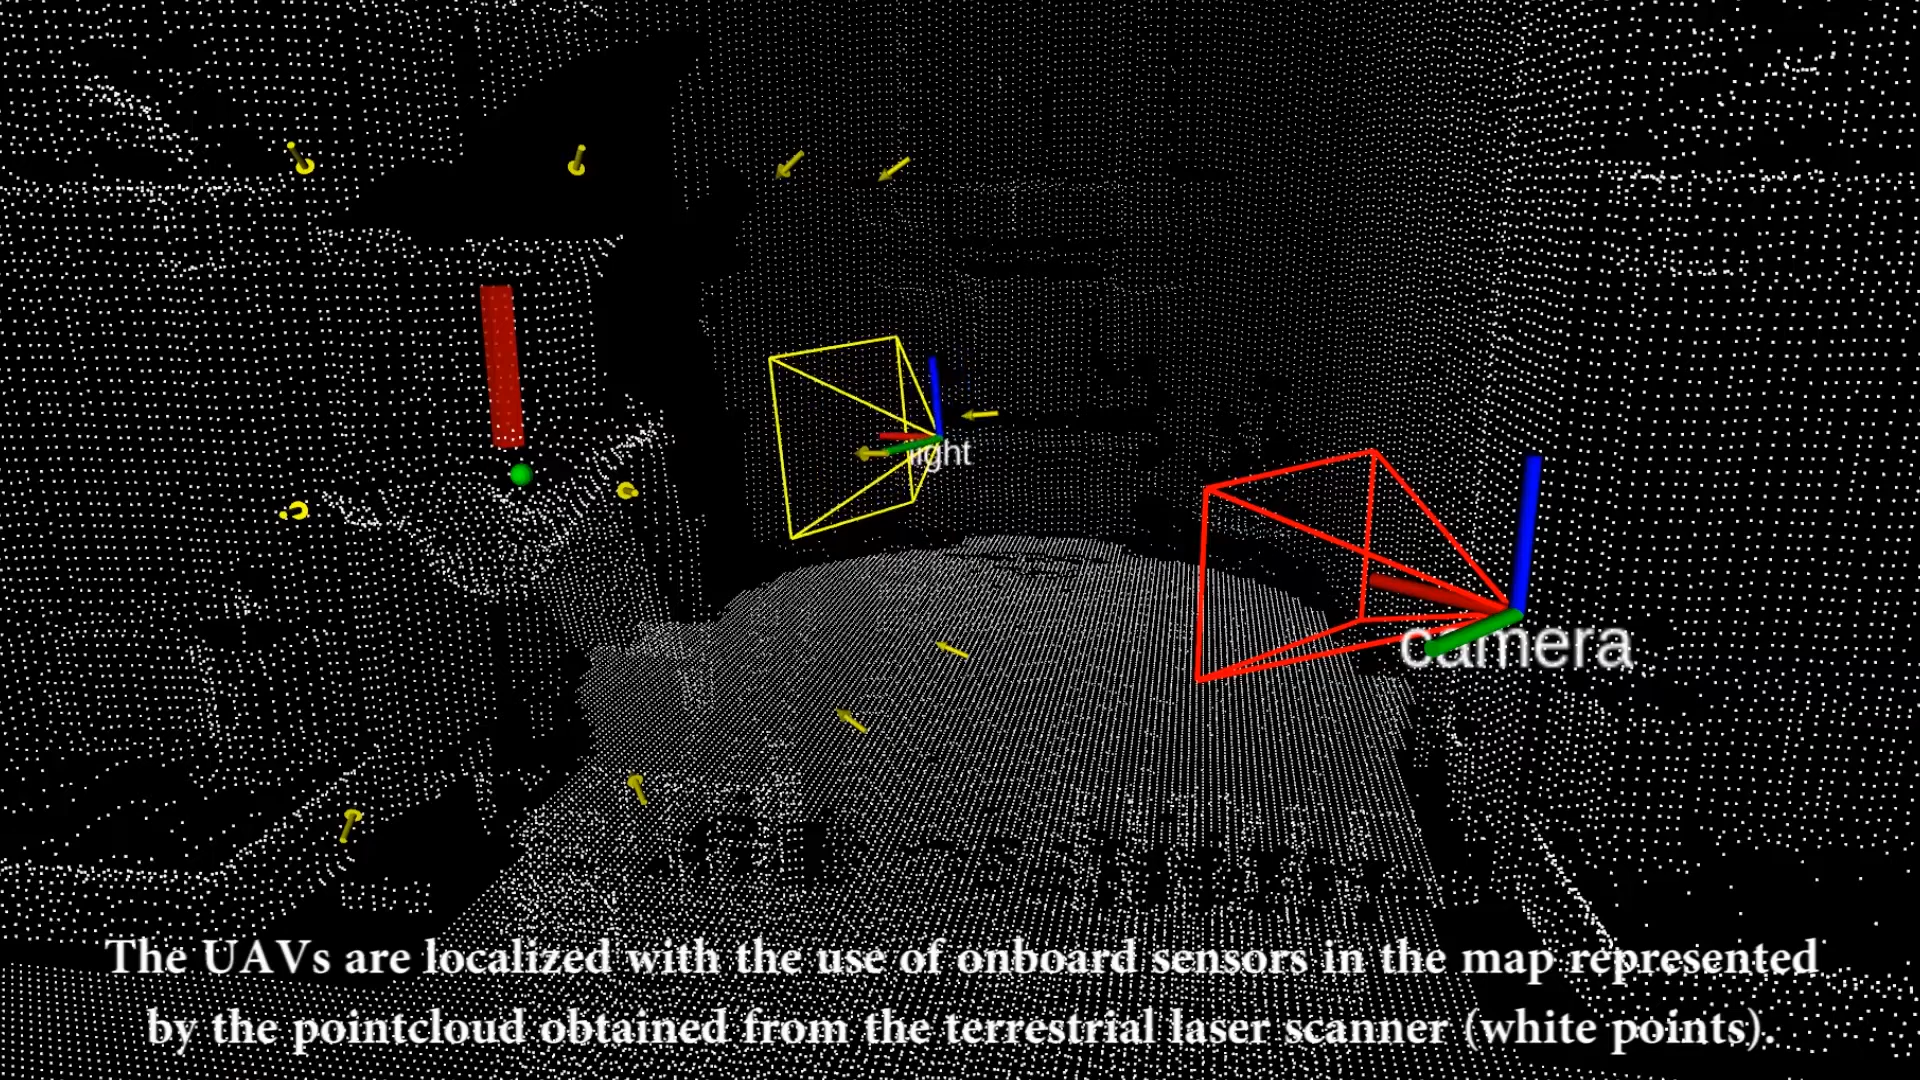 light
camera
The UAVs are localized with the use of onboard sensors in the map represented
by the pointcloud obtained from the terrestrial laser scanner (white points).